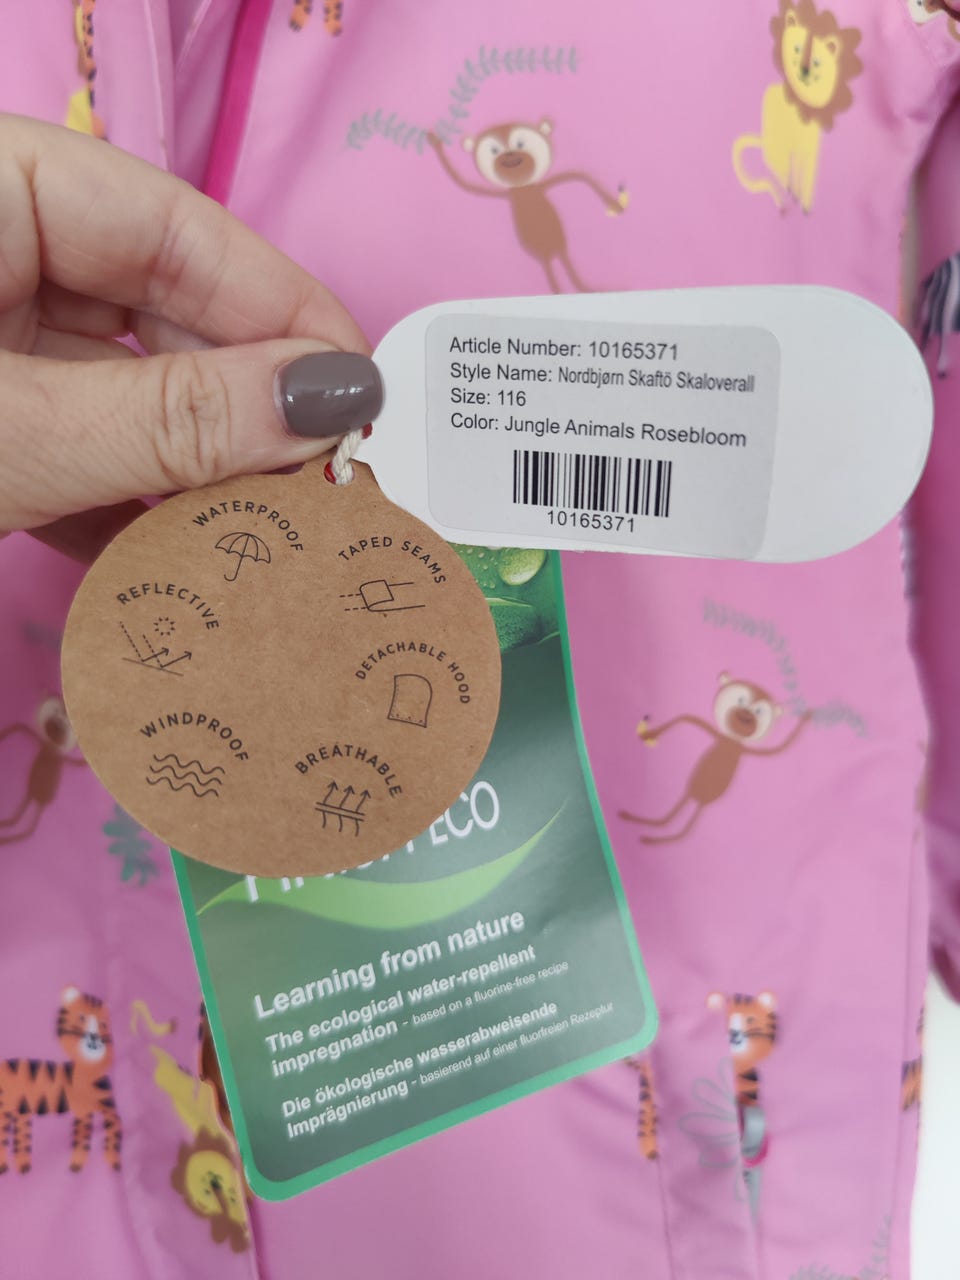 Article Number: 10165371
Style Name: Nordbjørn Skaftö Skaloverall
Size: 116
Color: Jungle Animals Rosebloom
10165371
WATERPROOF
TAPED SEAMS
REFLECTIVE
DETACHABLE HOOD
WINDPROOF
BREATHABLE
ECO
Learning from nature
The ecological water-repellent
impregnation - based on a fluorine-free recipe
Die ökologische wasserabweisende
Imprägnierung - basierend auf einer fluorfreien Rezeptur